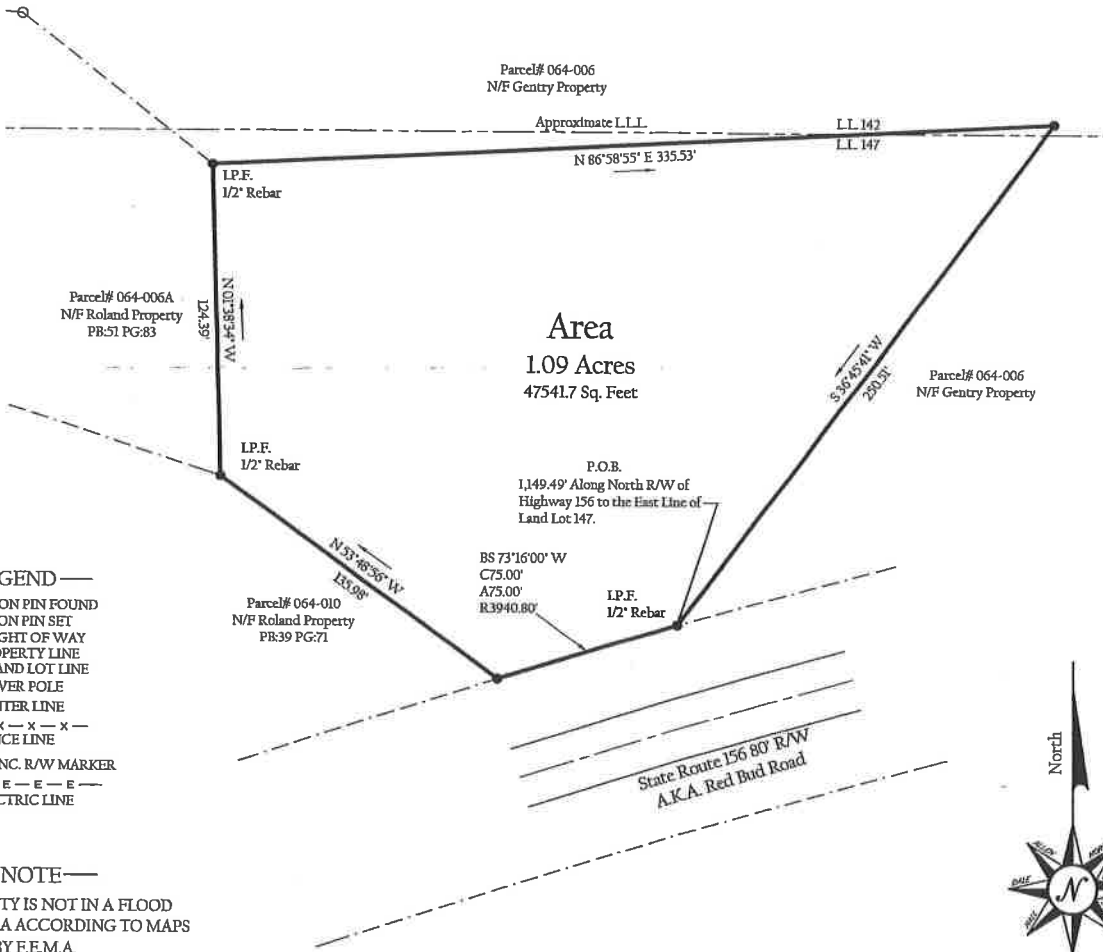 Parcel# 064-006
N/F Gentry Property
Approximate L.L.L.
L.L. 142
L.L. 147
N 86°58'55" E 335.53'
I.P.F.
1/2" Rebar
Parcel# 064-006A
N/F Roland Property
PB:51 PG:83
N 01°38'34" W
124.39'
Area
1.09 Acres
47541.7 Sq. Feet
S 36°45'41" W
250.51'
Parcel# 064-006
N/F Gentry Property
I.P.F.
1/2" Rebar
P.O.B.
1,149.49' Along North R/W of
Highway 156 to the East Line of
Land Lot 147.
N 53°48'56" W
135.98'
BS 73°16'00" W
C75.00'
A75.00'
R3940.80'
I.P.F.
1/2" Rebar
Parcel# 064-010
N/F Roland Property
PB:39 PG:71
GEND
ON PIN FOUND
ON PIN SET
GHT OF WAY
OPERTY LINE
AND LOT LINE
WER POLE
NTER LINE
X — X — X
NCE LINE
NC. R/W MARKER
E — E — E
CTRIC LINE
State Route 156 80' R/W
A.K.A. Red Bud Road
North
ALLEN
DALE
HALL
N
NOTE
TY IS NOT IN A FLOOD
A ACCORDING TO MAPS
BY F.E.M.A.